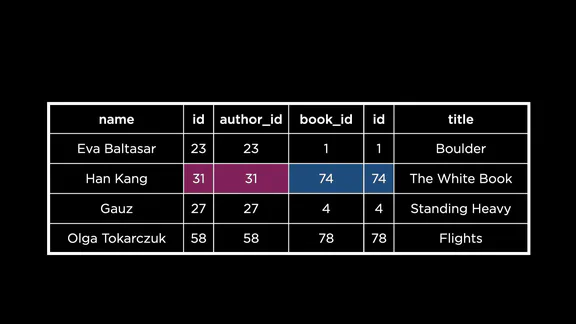 name id author_id book_id id title
Eva Baltasar 23 23 1 1 Boulder
Han Kang 31 31 74 74 The White Book
Gauz 27 27 4 4 Standing Heavy
Olga Tokarczuk 58 58 78 78 Flights